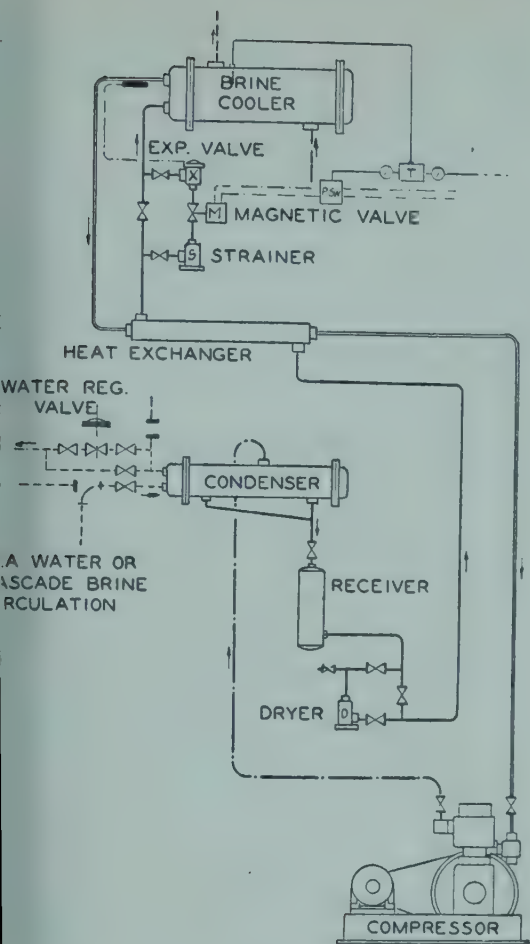 BRINE
COOLER
EXP. VALVE
X
T
PSW
M
MAGNETIC VALVE
S
STRAINER
HEAT EXCHANGER
WATER REG.
VALVE
CONDENSER
.A WATER OR
ASCADE BRINE
RCULATION
RECEIVER
DRYER
D
COMPRESSOR